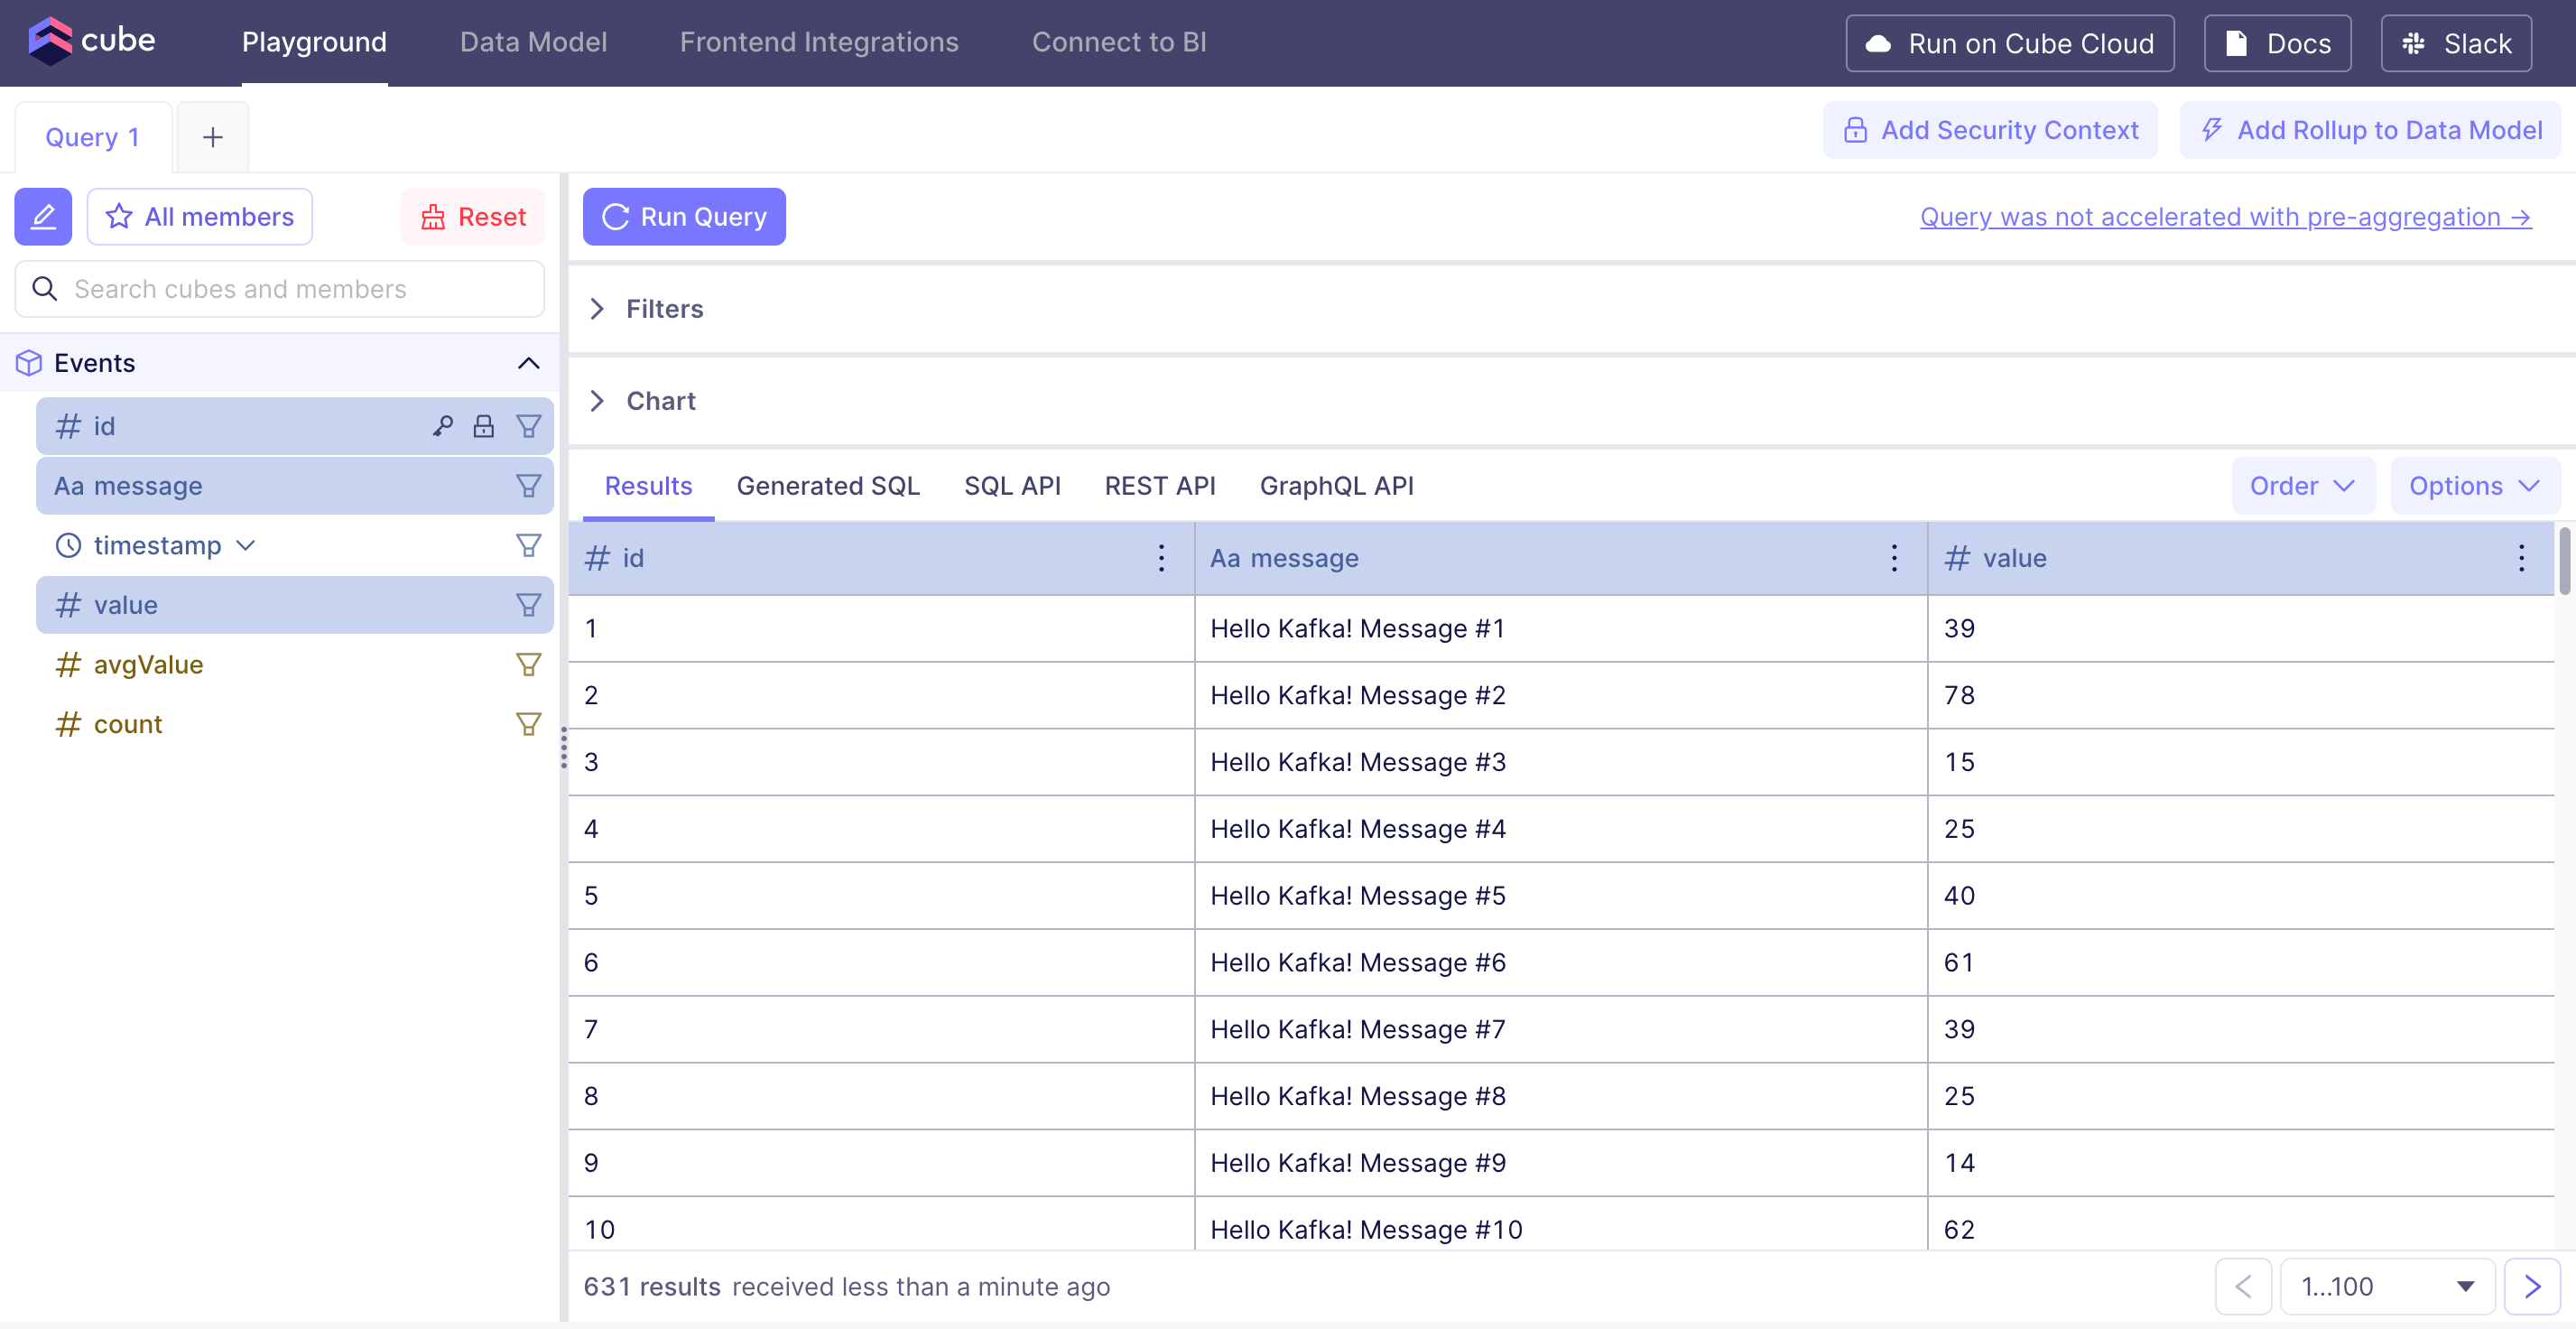 cube Playground Data Model Frontend Integrations Connect to BI Run on Cube Cloud Docs Slack
Query 1 + Add Security Context Add Rollup to Data Model
All members Reset Run Query Query was not accelerated with pre-aggregation →
Search cubes and members
Events
# id
Aa message
timestamp
# value
# avgValue
# count
Filters
Chart
Results Generated SQL SQL API REST API GraphQL API Order Options
# id Aa message # value
1 Hello Kafka! Message #1 39
2 Hello Kafka! Message #2 78
3 Hello Kafka! Message #3 15
4 Hello Kafka! Message #4 25
5 Hello Kafka! Message #5 40
6 Hello Kafka! Message #6 61
7 Hello Kafka! Message #7 39
8 Hello Kafka! Message #8 25
9 Hello Kafka! Message #9 14
10 Hello Kafka! Message #10 62
631 results received less than a minute ago 1...100